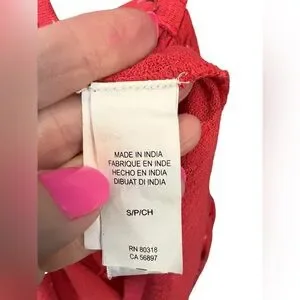 MADE IN INDIA
FABRIQUE EN INDE
HECHO EN INDIA
DIBUAT DI INDIA
S/P/CH
RN 80318
CA 56897